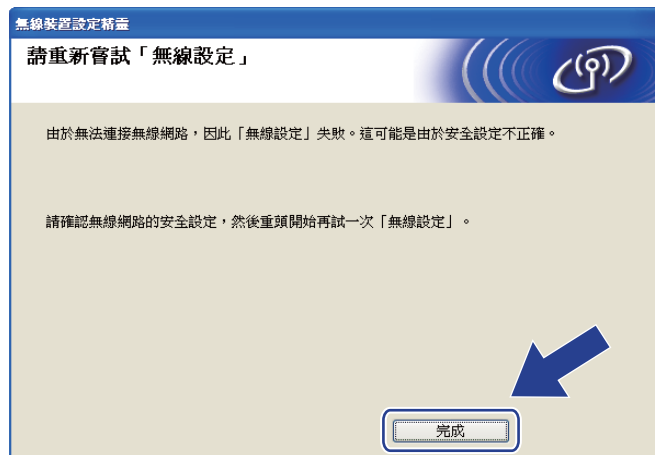 無線裝置設定精靈
請重新嘗試「無線設定」
由於無法連接無線網路，因此「無線設定」失敗。這可能是由於安全設定不正確。
請確認無線網路的安全設定，然後重頭開始再試一次「無線設定」。
完成